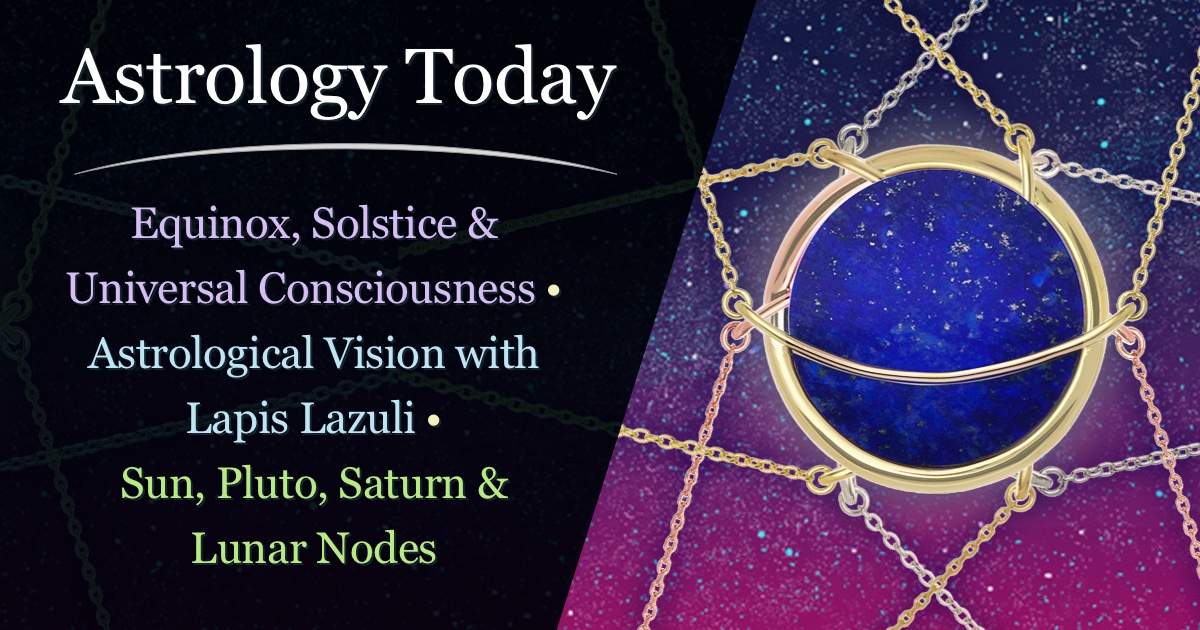 Astrology Today
Equinox, Solstice &
Universal Consciousness •
Astrological Vision with
Lapis Lazuli •
Sun, Pluto, Saturn &
Lunar Nodes